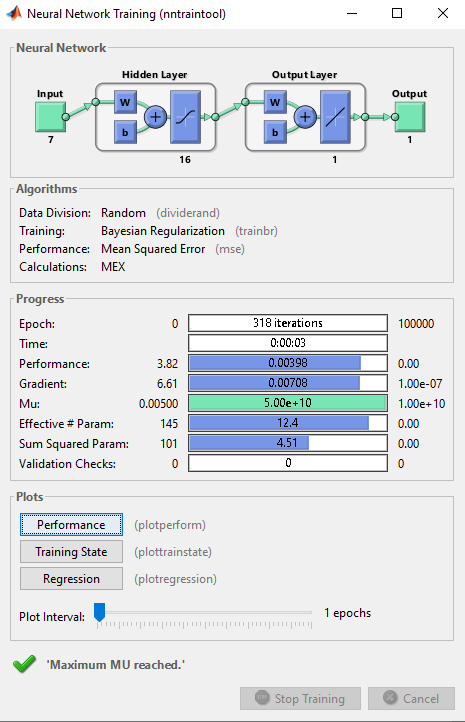 Neural Network Training (nntraintool)
Neural Network
Hidden Layer Output Layer
Input W W Output
b + b +
7 16 1 1
Algorithms
Data Division: Random (dividerand)
Training: Bayesian Regularization (trainbr)
Performance: Mean Squared Error (mse)
Calculations: MEX
Progress
Epoch: 0 318 iterations 100000
Time: 0:00:03
Performance: 3.82 0.00398 0.00
Gradient: 6.61 0.00708 1.00e-07
Mu: 0.00500 5.00e+10 1.00e+10
Effective # Param: 145 12.4 0.00
Sum Squared Param: 101 4.51 0.00
Validation Checks: 0 0 0
Plots
Performance (plotperform)
Training State (plottrainstate)
Regression (plotregression)
Plot Interval: 1 epochs
'Maximum MU reached.'
Stop Training Cancel